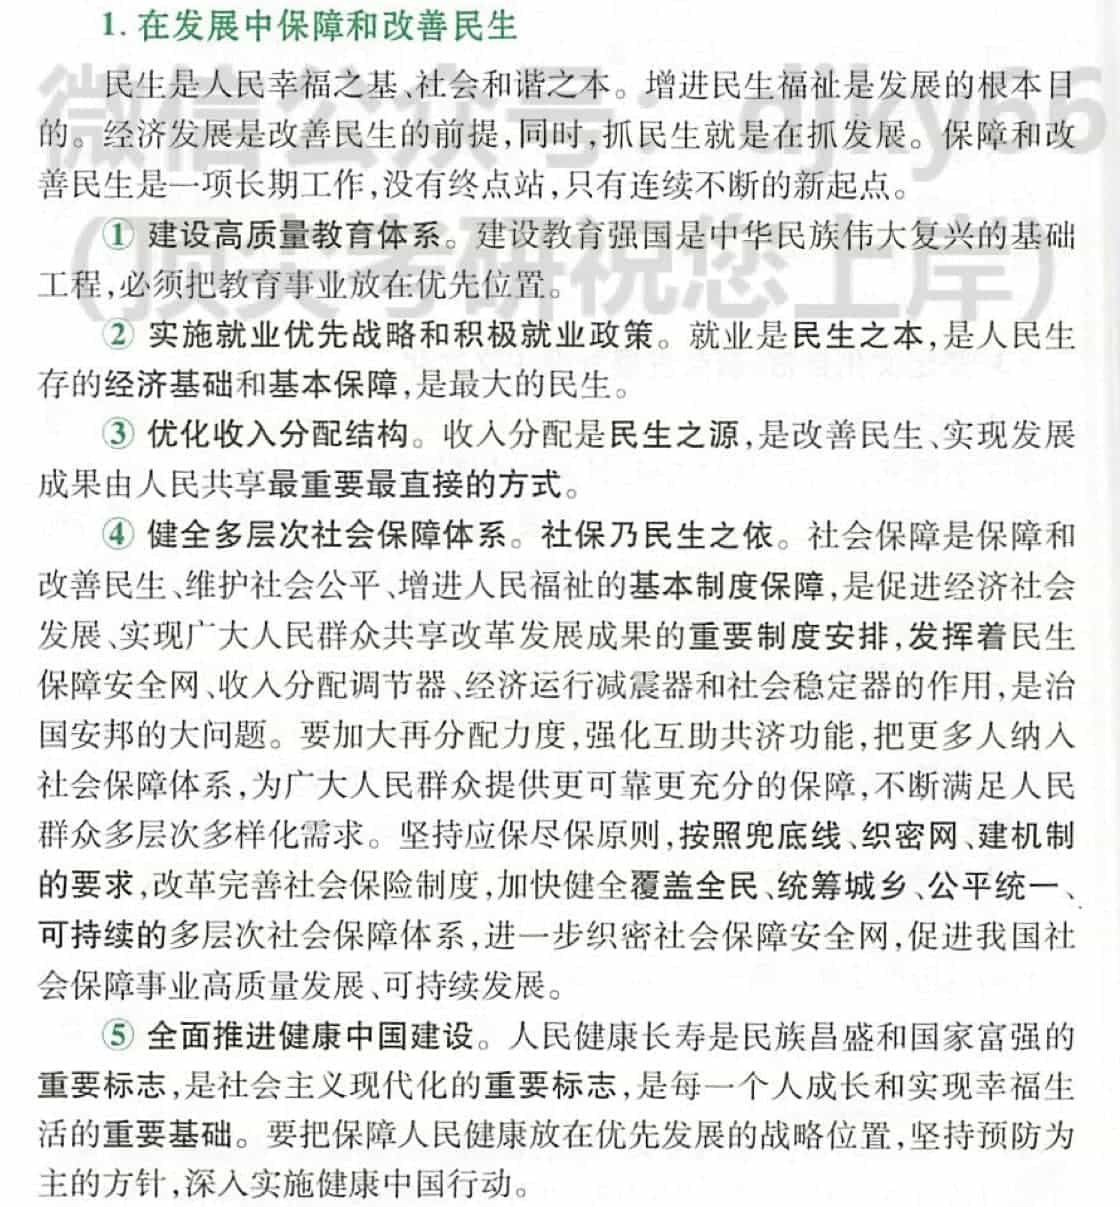 1. 在发展中保障和改善民生
民生是人民幸福之基、社会和谐之本。增进民生福祉是发展的根本目
的。经济发展是改善民生的前提,同时,抓民生就是在抓发展。保障和改
善民生是一项长期工作,没有终点站,只有连续不断的新起点。
① 建设高质量教育体系。建设教育强国是中华民族伟大复兴的基础
工程,必须把教育事业放在优先位置。
② 实施就业优先战略和积极就业政策。就业是民生之本,是人民生
存的经济基础和基本保障,是最大的民生。
③ 优化收入分配结构。收入分配是民生之源,是改善民生、实现发展
成果由人民共享最重要最直接的方式。
④ 健全多层次社会保障体系。社保乃民生之依。社会保障是保障和
改善民生、维护社会公平、增进人民福祉的基本制度保障,是促进经济社会
发展、实现广大人民群众共享改革发展成果的重要制度安排,发挥着民生
保障安全网、收入分配调节器、经济运行减震器和社会稳定器的作用,是治
国安邦的大问题。要加大再分配力度,强化互助共济功能,把更多人纳入
社会保障体系,为广大人民群众提供更可靠更充分的保障,不断满足人民
群众多层次多样化需求。坚持应保尽保原则,按照兜底线、织密网、建机制
的要求,改革完善社会保险制度,加快健全覆盖全民、统筹城乡、公平统一、
可持续的多层次社会保障体系,进一步织密社会保障安全网,促进我国社
会保障事业高质量发展、可持续发展。
⑤ 全面推进健康中国建设。人民健康长寿是民族昌盛和国家富强的
重要标志,是社会主义现代化的重要标志,是每一个人成长和实现幸福生
活的重要基础。要把保障人民健康放在优先发展的战略位置,坚持预防为
主的方针,深入实施健康中国行动。
微信公众号:djky66
(顶尖考研祝您上岸)